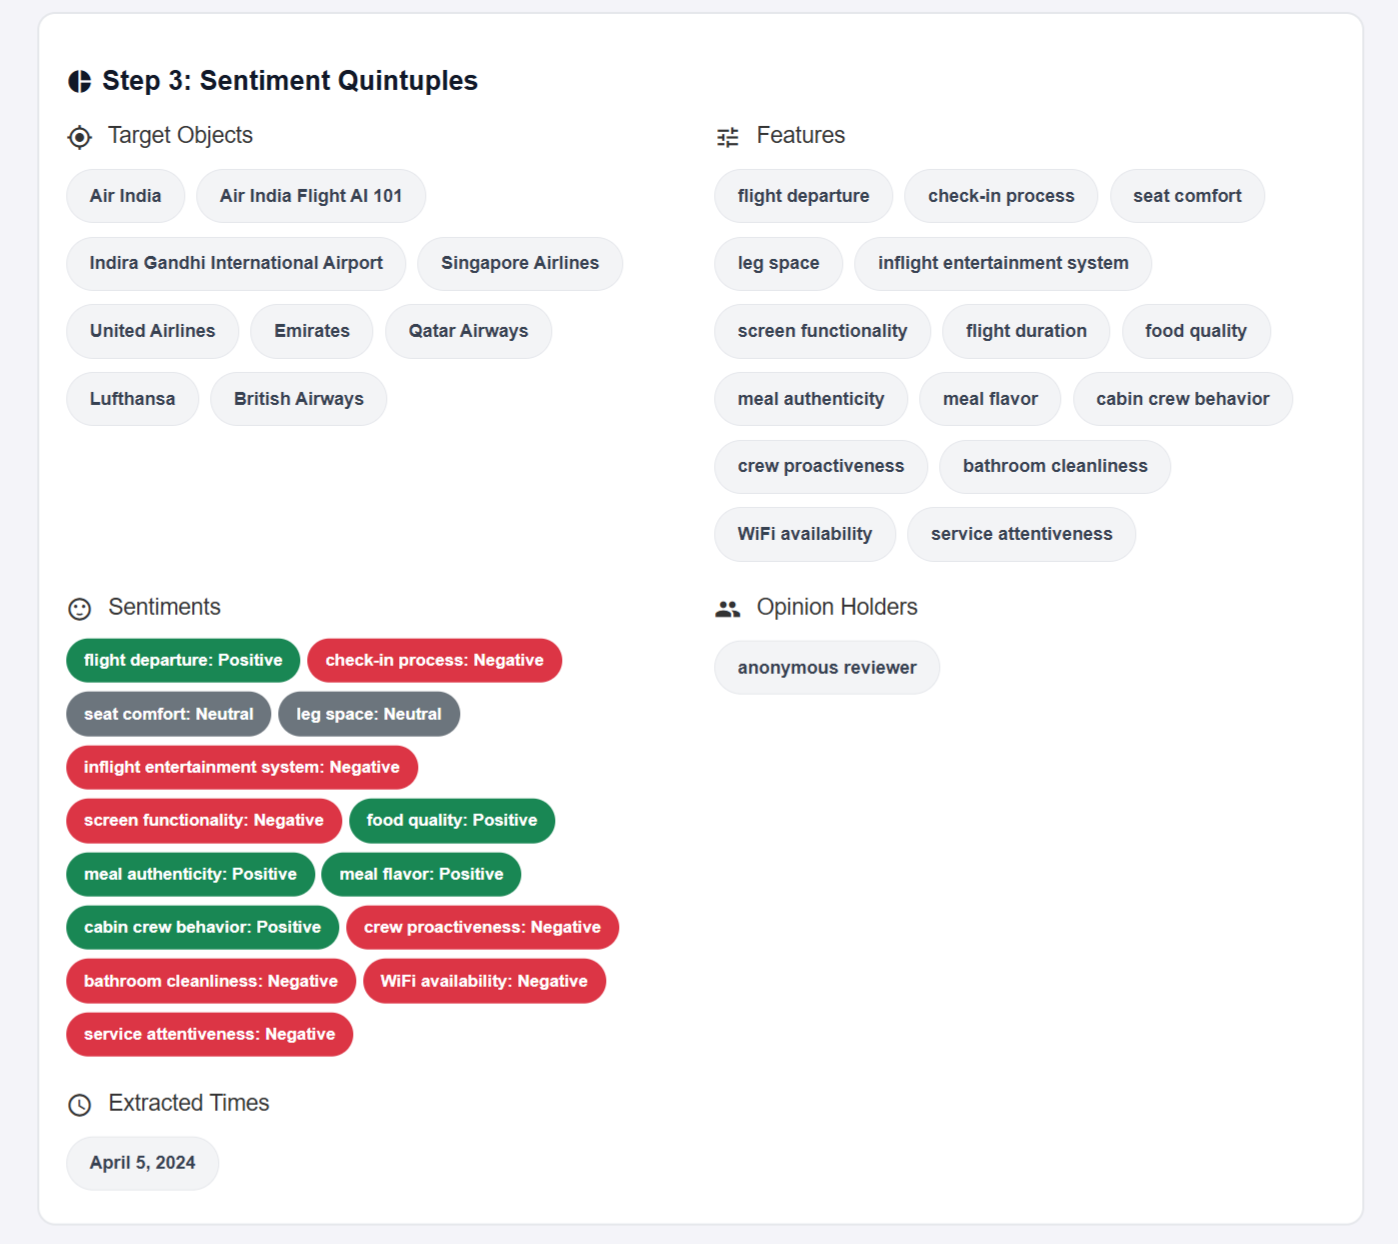 Step 3: Sentiment Quintuples
Target Objects
Air India Air India Flight AI 101
Indira Gandhi International Airport Singapore Airlines
United Airlines Emirates Qatar Airways
Lufthansa British Airways
Features
flight departure check-in process seat comfort
leg space inflight entertainment system
screen functionality flight duration food quality
meal authenticity meal flavor cabin crew behavior
crew proactiveness bathroom cleanliness
WiFi availability service attentiveness
Sentiments
flight departure: Positive check-in process: Negative
seat comfort: Neutral leg space: Neutral
inflight entertainment system: Negative
screen functionality: Negative food quality: Positive
meal authenticity: Positive meal flavor: Positive
cabin crew behavior: Positive crew proactiveness: Negative
bathroom cleanliness: Negative WiFi availability: Negative
service attentiveness: Negative
Opinion Holders
anonymous reviewer
Extracted Times
April 5, 2024